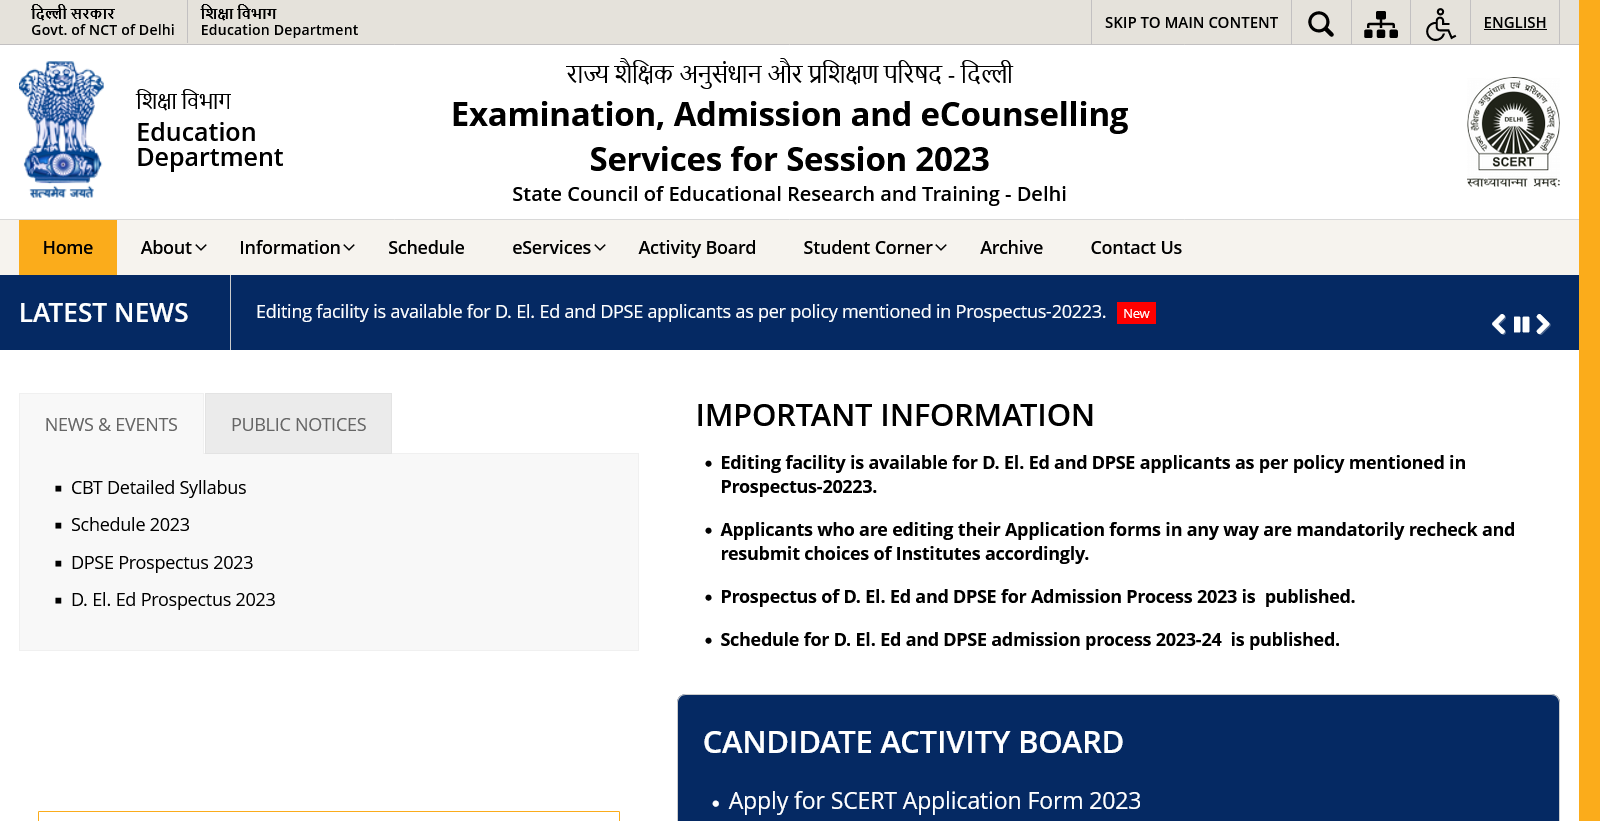 दिल्ली सरकार
Govt. of NCT of Delhi
शिक्षा विभाग
Education Department
SKIP TO MAIN CONTENT
ENGLISH
सत्यमेव जयते
शिक्षा विभाग
Education
Department
राज्य शैक्षिक अनुसंधान और प्रशिक्षण परिषद - दिल्ली
Examination, Admission and eCounselling
Services for Session 2023
State Council of Educational Research and Training - Delhi
DELHI
SCERT
Home
About
Information
Schedule
eServices
Activity Board
Student Corner
Archive
Contact Us
LATEST NEWS
Editing facility is available for D. El. Ed and DPSE applicants as per policy mentioned in Prospectus-20223.
New
NEWS & EVENTS
PUBLIC NOTICES
CBT Detailed Syllabus
Schedule 2023
DPSE Prospectus 2023
D. El. Ed Prospectus 2023
IMPORTANT INFORMATION
Editing facility is available for D. El. Ed and DPSE applicants as per policy mentioned in
Prospectus-20223.
Applicants who are editing their Application forms in any way are mandatorily recheck and
resubmit choices of Institutes accordingly.
Prospectus of D. El. Ed and DPSE for Admission Process 2023 is  published.
Schedule for D. El. Ed and DPSE admission process 2023-24  is published.
CANDIDATE ACTIVITY BOARD
Apply for SCERT Application Form 2023